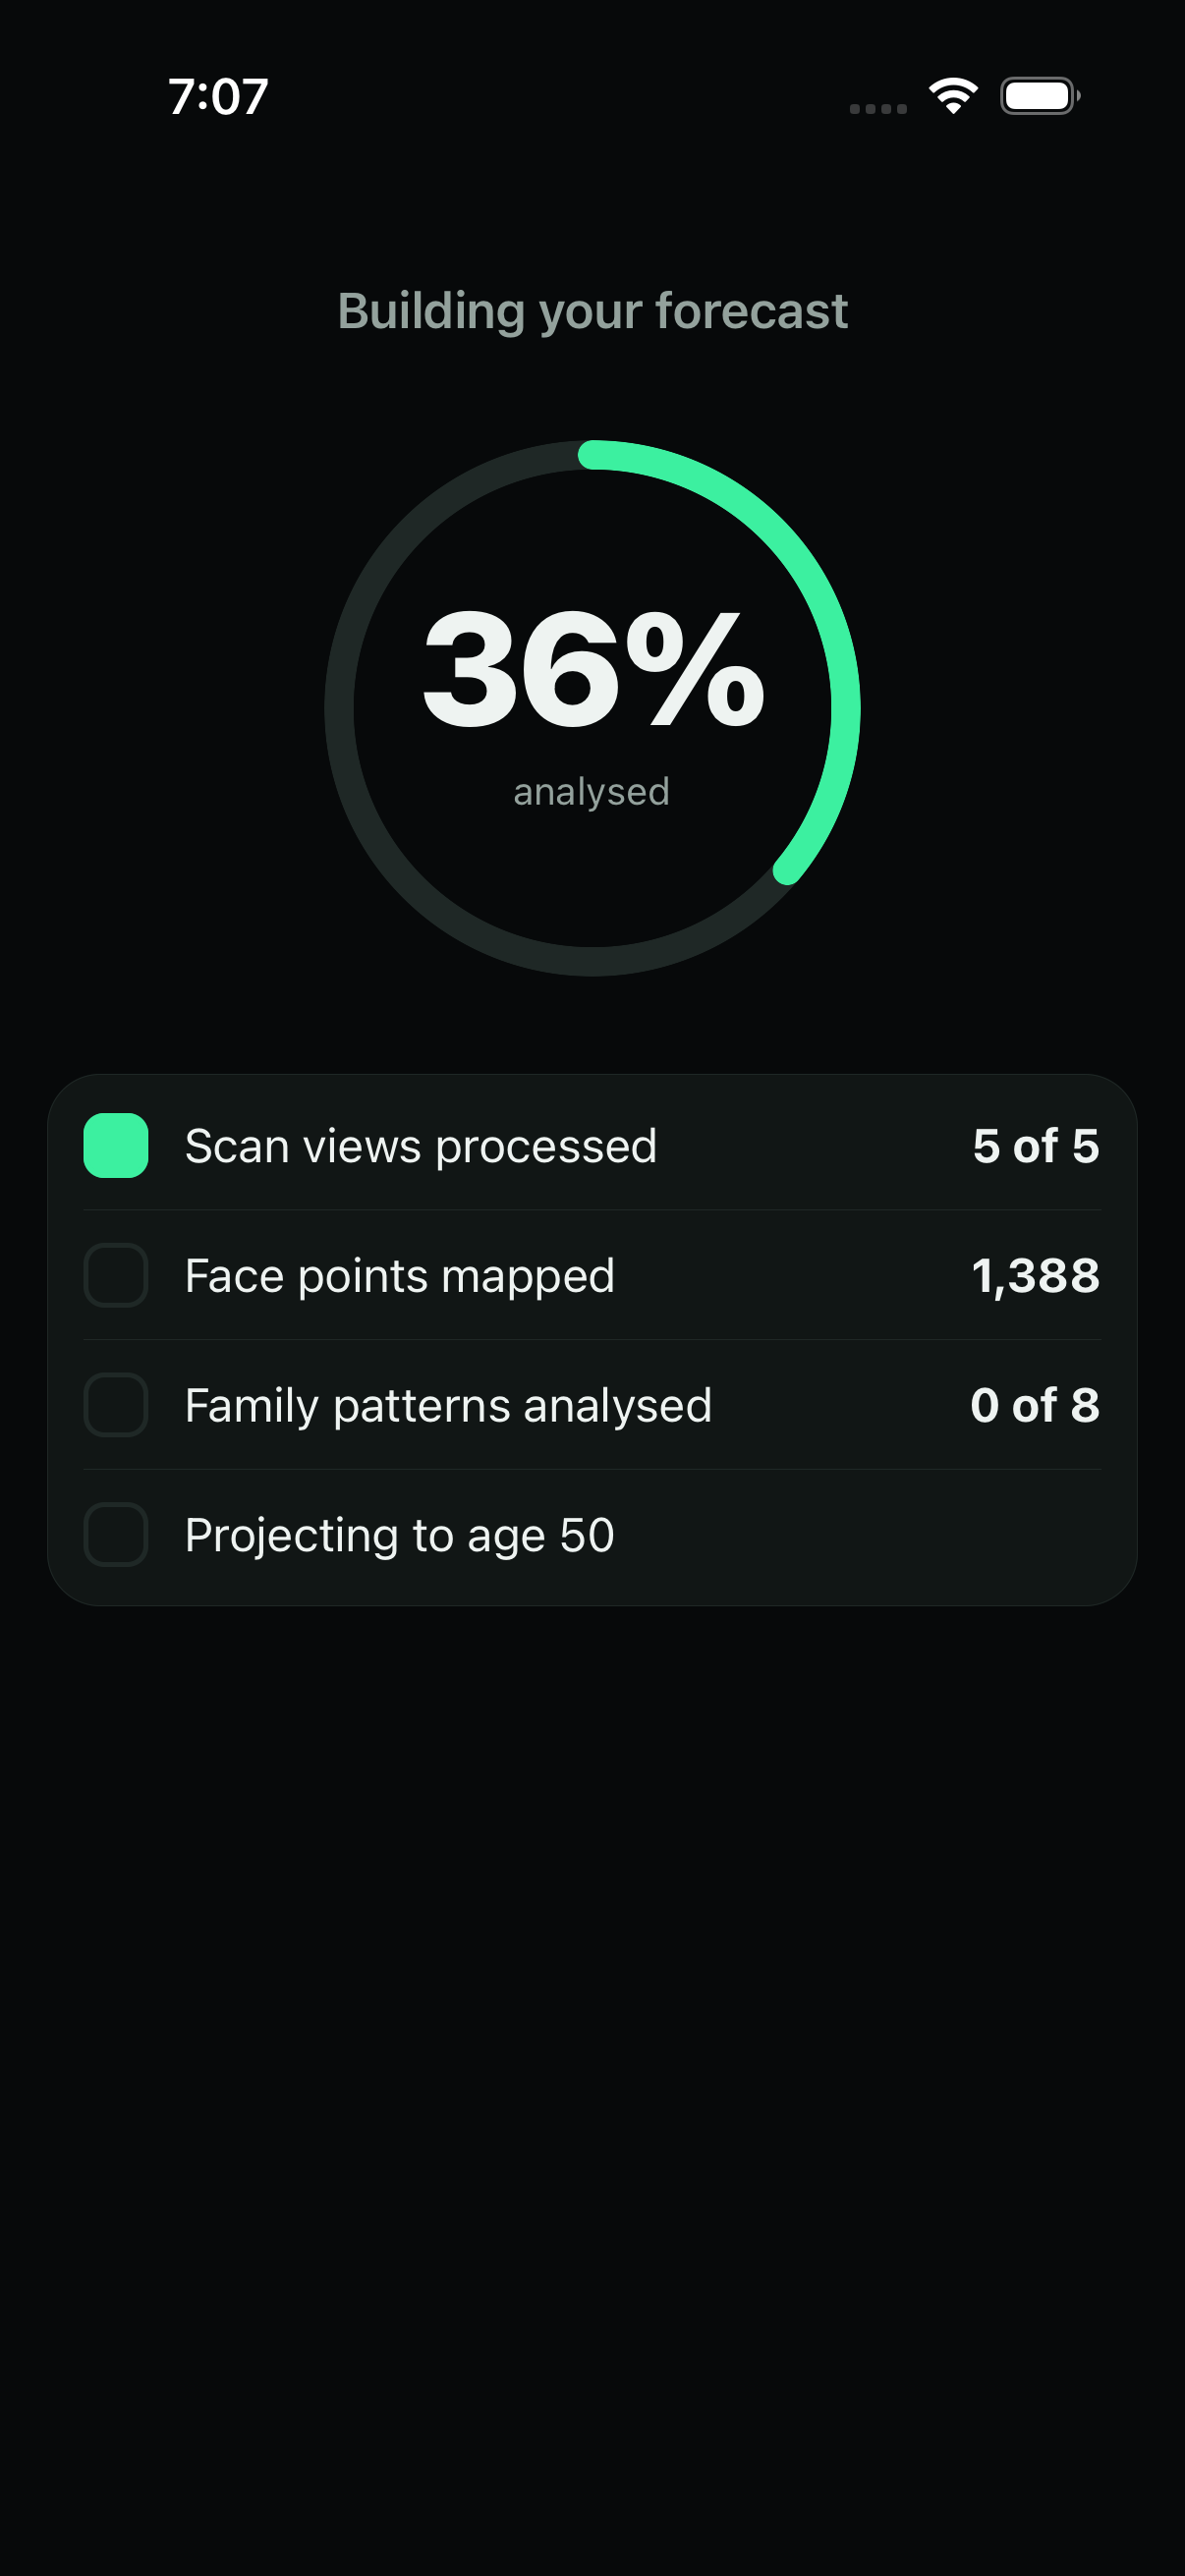 7:07
Building your forecast
36%
analysed
Scan views processed 5 of 5
Face points mapped 1,388
Family patterns analysed 0 of 8
Projecting to age 50